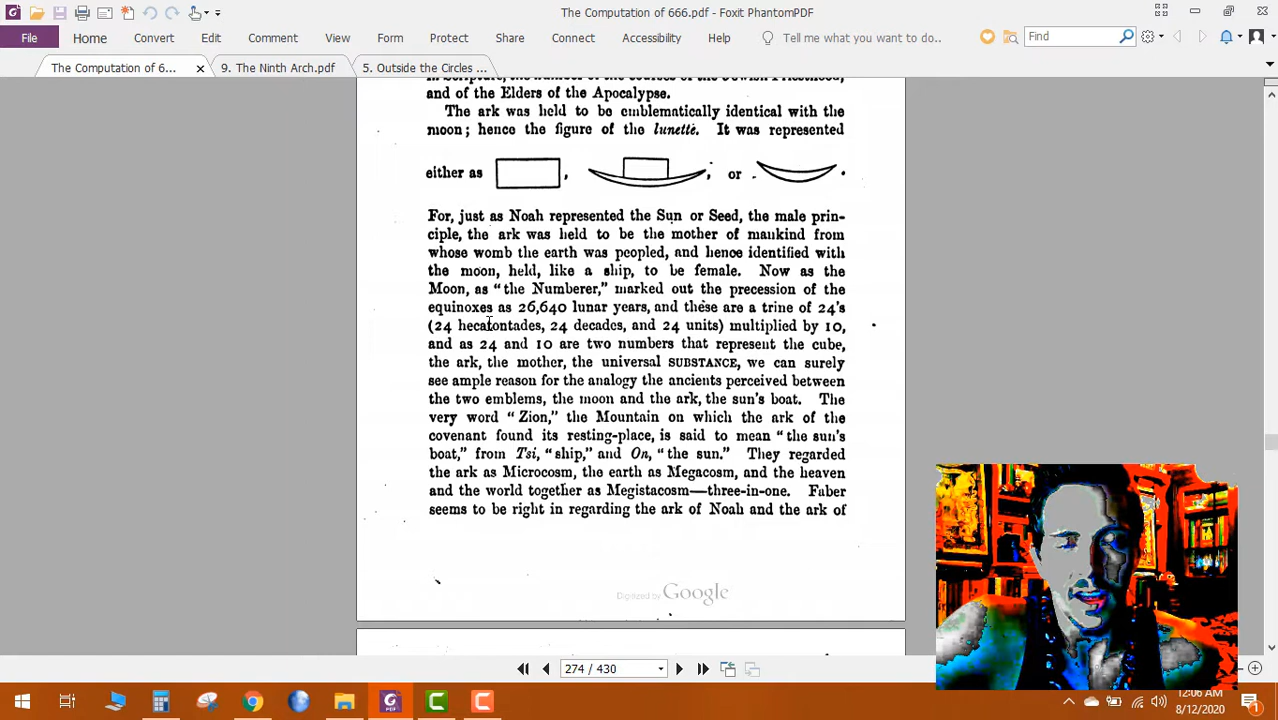 The Computation of 666.pdf - Foxit PhantomPDF
File Home Convert Edit Comment View Form Protect Share Connect Accessibility Help Tell me what you want to do.. Find
The Computation of 6... 9. The Ninth Arch.pdf 5. Outside the Circles ...
in Scripture, the number of the courses of the Jewish Priesthood,
and of the Elders of the Apocalypse.
The ark was held to be emblematically identical with the
moon; hence the figure of the lunette. It was represented
either as , ; or .
For, just as Noah represented the Sun or Seed, the male prin-
ciple, the ark was held to be the mother of mankind from
whose womb the earth was peopled, and hence identified with
the moon, held, like a ship, to be female. Now as the
Moon, as "the Numberer," marked out the precession of the
equinoxes as 26,640 lunar years, and these are a trine of 24's
(24 hecatontades, 24 decades, and 24 units) multiplied by 10,
and as 24 and 10 are two numbers that represent the cube,
the ark, the mother, the universal SUBSTANCE, we can surely
see ample reason for the analogy the ancients perceived between
the two emblems, the moon and the ark, the sun's boat. The
very word "Zion," the Mountain on which the ark of the
covenant found its resting-place, is said to mean "the sun's
boat," from Tsi, "ship," and On, "the sun." They regarded
the ark as Microcosm, the earth as Megacosm, and the heaven
and the world together as Megistacosm—three-in-one. Faber
seems to be right in regarding the ark of Noah and the ark of
Digitized by Google
274 / 430
12:06 AM
8/12/2020